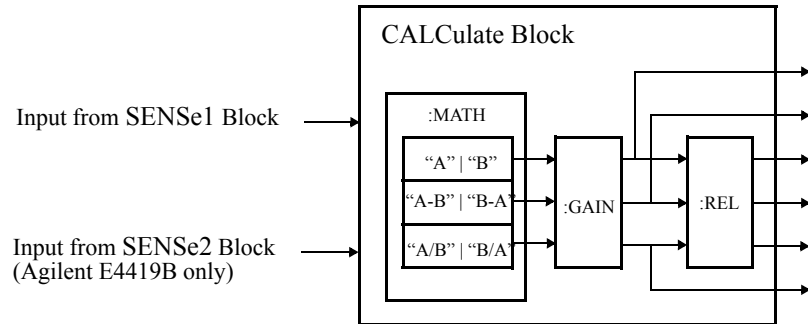 CALCulate Block
Input from SENSe1 Block
:MATH
“A” | “B”
“A-B” | “B-A”
:GAIN
:REL
“A/B” | “B/A”
Input from SENSe2 Block
(Agilent E4419B only)